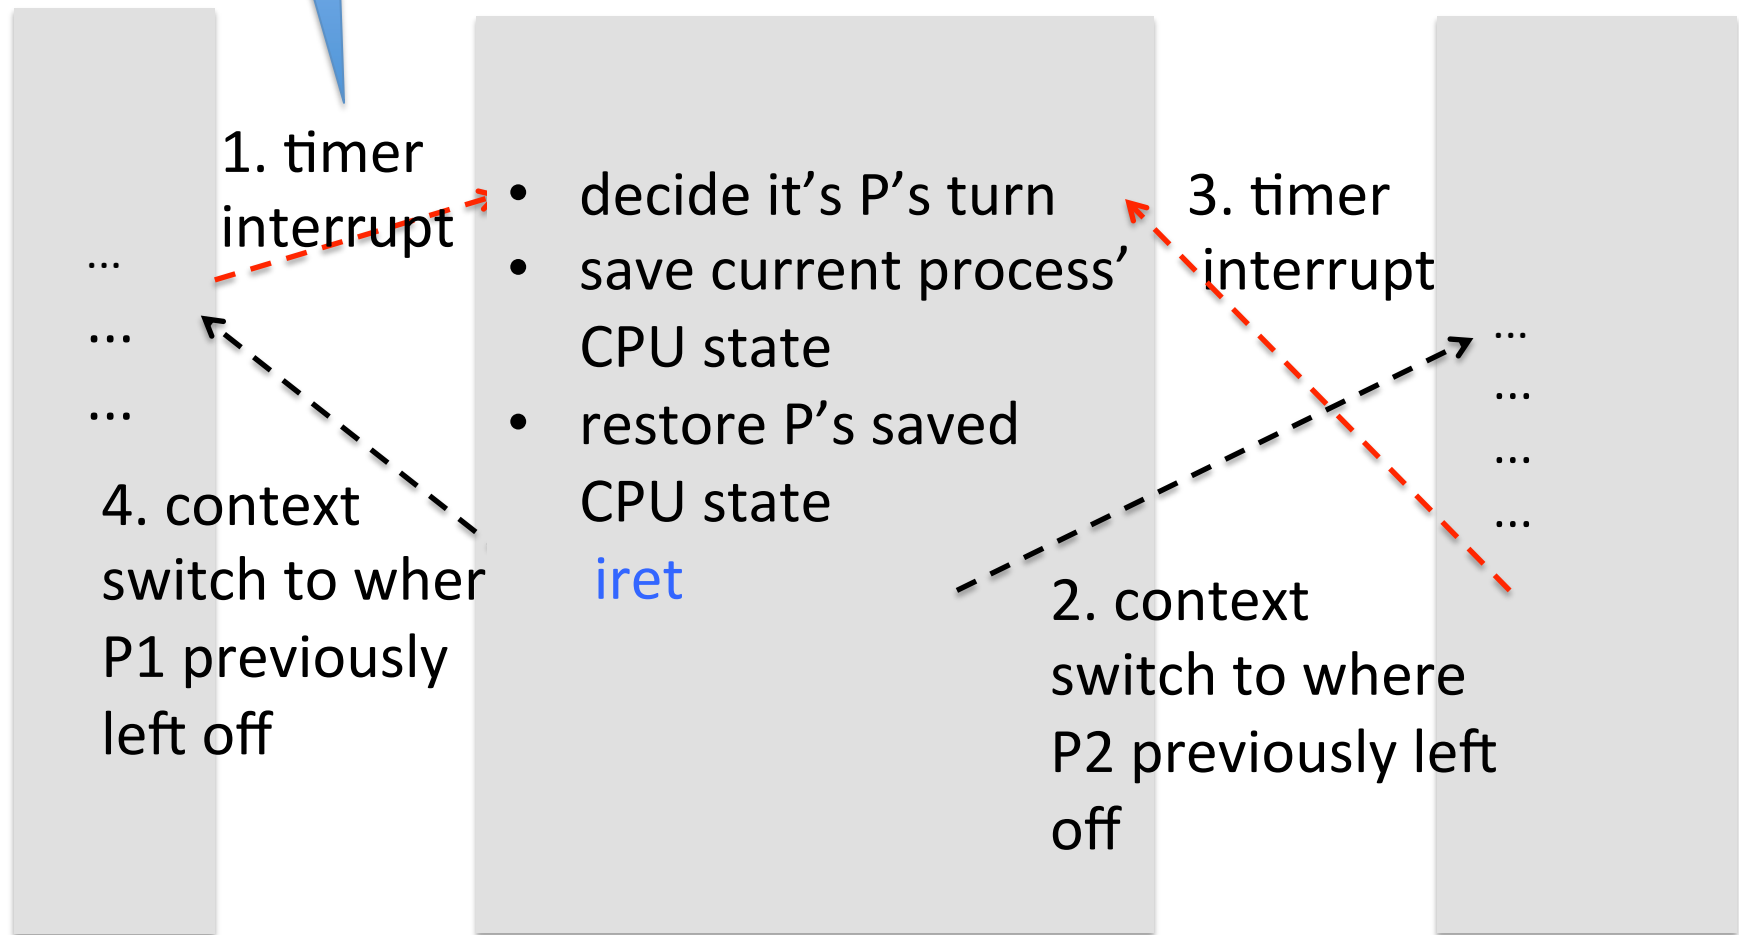 1. timer
interrupt
...
...
...
4. context
switch to wher
P1 previously
left off
• decide it’s P’s turn
• save current process’
CPU state
• restore P’s saved
CPU state
iret
3. timer
interrupt
...
...
...
...
2. context
switch to where
P2 previously left
off